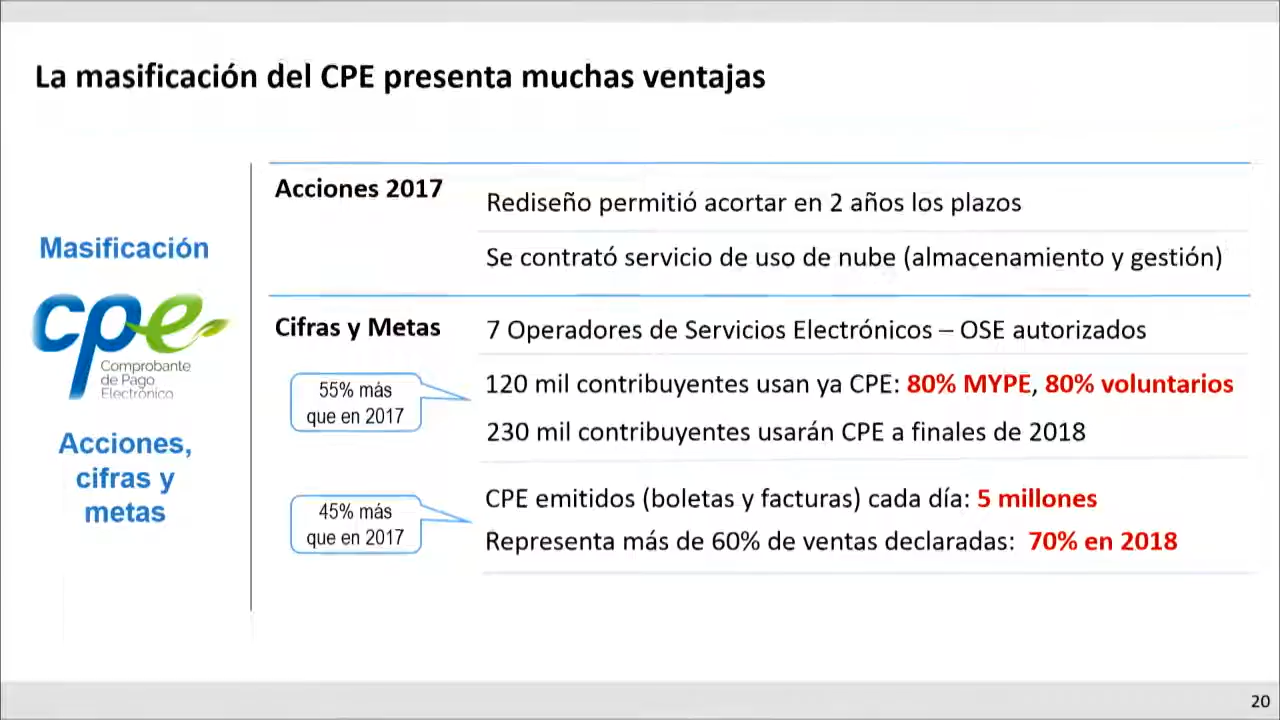 La masificación del CPE presenta muchas ventajas
Masificación
cpe
Comprobante
de Pago
Electrónico
Acciones,
cifras y
metas
Acciones 2017
Rediseño permitió acortar en 2 años los plazos
Se contrató servicio de uso de nube (almacenamiento y gestión)
Cifras y Metas
7 Operadores de Servicios Electrónicos – OSE autorizados
55% más
que en 2017
120 mil contribuyentes usan ya CPE: 80% MYPE, 80% voluntarios
230 mil contribuyentes usarán CPE a finales de 2018
45% más
que en 2017
CPE emitidos (boletas y facturas) cada día: 5 millones
Representa más de 60% de ventas declaradas: 70% en 2018
20